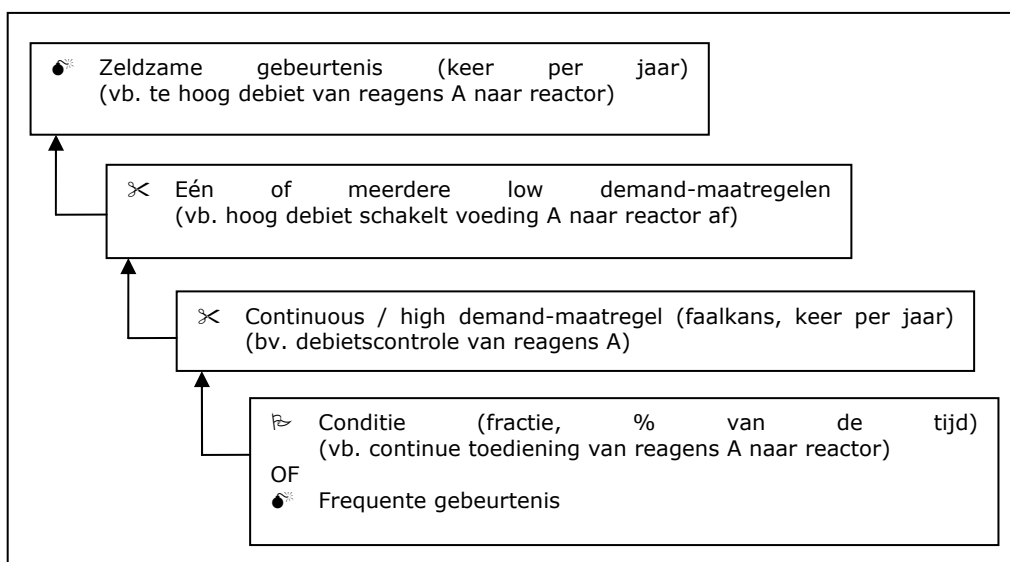 Zeldzame gebeurtenis (keer per jaar)
(vb. te hoog debiet van reagens A naar reactor)
Eén of meerdere low demand-maatregelen
(vb. hoog debiet schakelt voeding A naar reactor af)
Continuous / high demand-maatregel (faalkans, keer per jaar)
(bv. debietscontrole van reagens A)
Conditie (fractie, % van de tijd)
(vb. continue toediening van reagens A naar reactor)
OF
Frequente gebeurtenis